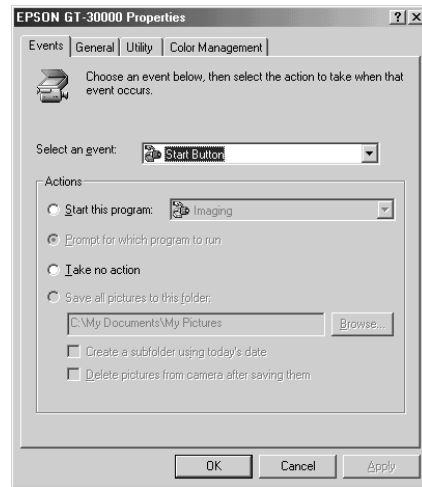 EPSON GT-30000 Properties
Events General Utility Color Management
Choose an event below, then select the action to take when that
event occurs.
Select an event: Start Button
Actions
Start this program: Imaging
Prompt for which program to run
Take no action
Save all pictures to this folder:
C:\My Documents\My Pictures Browse...
Create a subfolder using today's date
Delete pictures from camera after saving them
OK Cancel Apply